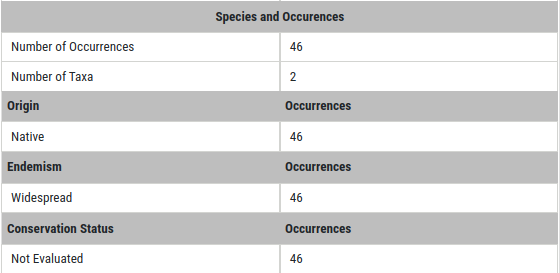 Species and Occurences
Number of Occurrences 46
Number of Taxa 2
Origin Occurrences
Native 46
Endemism Occurrences
Widespread 46
Conservation Status Occurrences
Not Evaluated 46